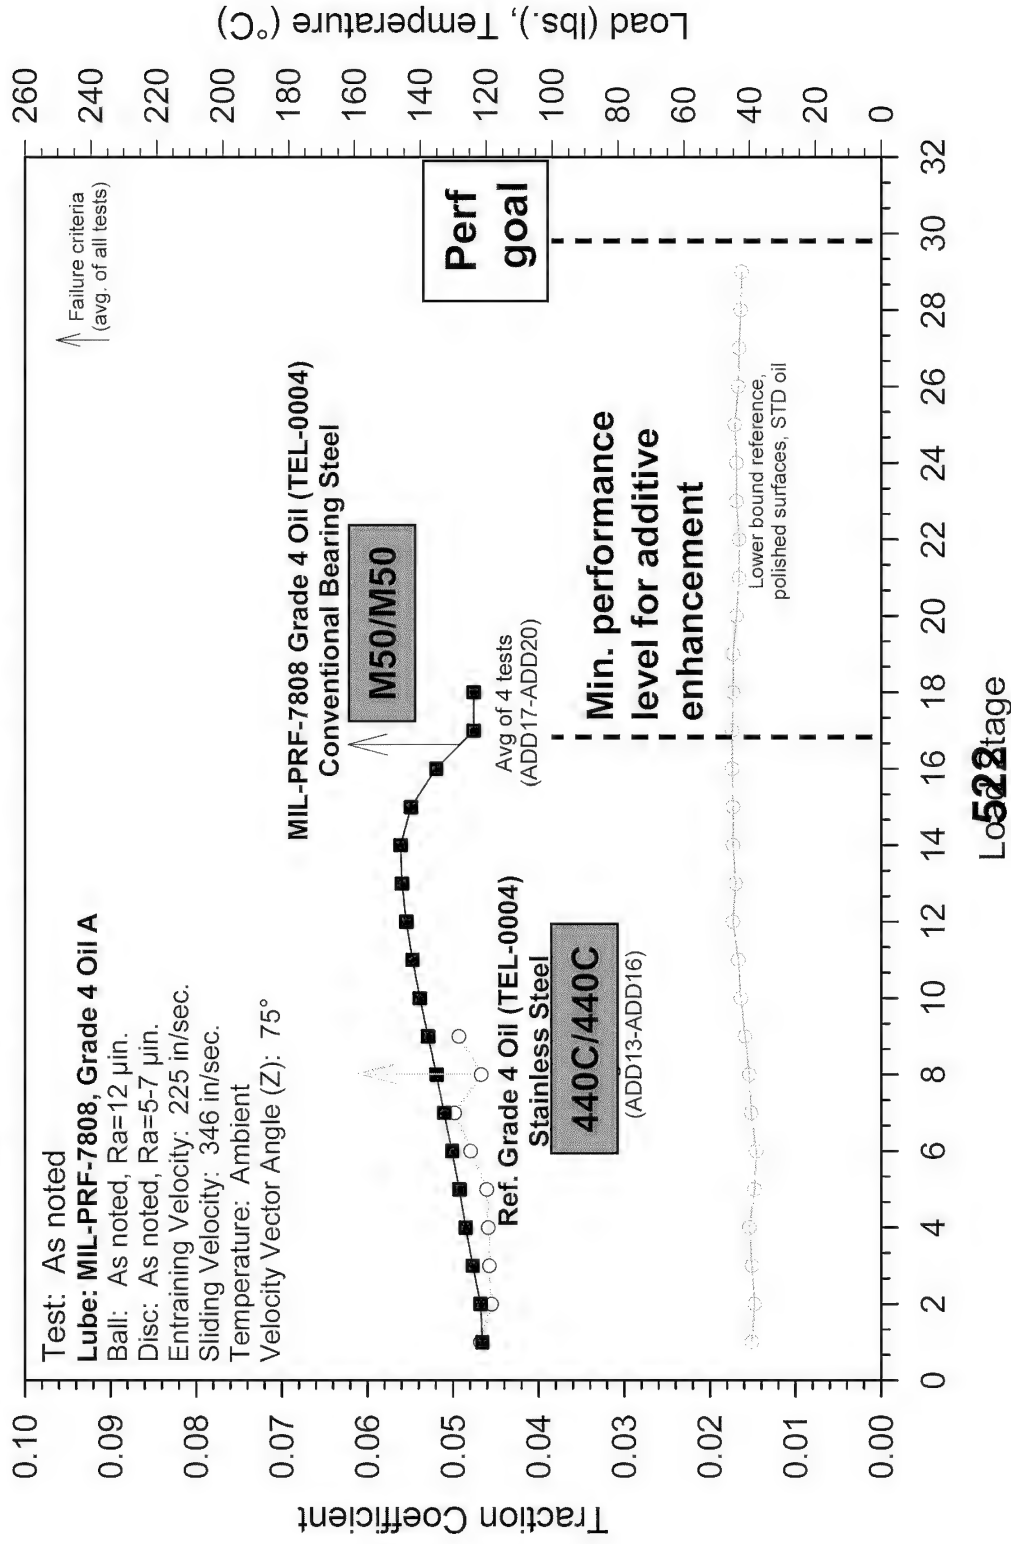 Test: As noted
Lube: MIL-PRF-7808, Grade 4 Oil A
Ball: As noted, Ra=12 µin.
Disc: As noted, Ra=5-7 µin.
Entraining Velocity: 225 in/sec.
Sliding Velocity: 346 in/sec.
Temperature: Ambient
Velocity Vector Angle (Z): 75°
Failure criteria
(avg. of all tests)
MIL-PRF-7808 Grade 4 Oil (TEL-0004)
Conventional Bearing Steel
M50/M50
Avg of 4 tests
(ADD17-ADD20)
Ref. Grade 4 Oil (TEL-0004)
Stainless Steel
440C/440C
(ADD13-ADD16)
Perf
goal
Min. performance
level for additive
enhancement
Lower bound reference,
polished surfaces, STD oil
Traction Coefficient
0.10
0.09
0.08
0.07
0.06
0.05
0.04
0.03
0.02
0.01
0.00
Load (lbs.), Temperature (°C)
260
240
220
200
180
160
140
120
100
80
60
40
20
0
0 2 4 6 8 10 12 14 16 18 20 22 24 26 28 30 32
Load Stage
522